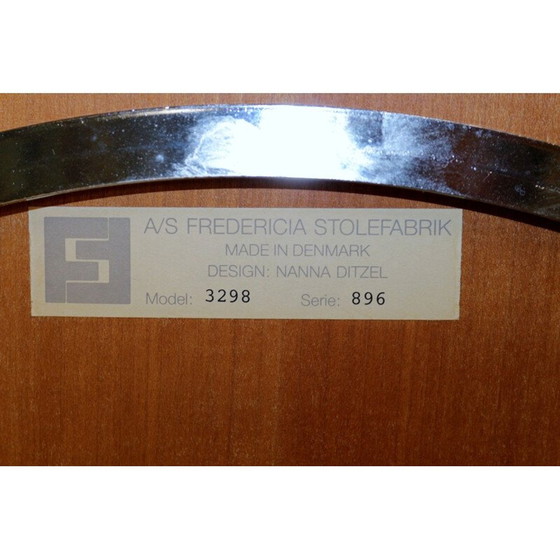 A/S FREDERICIA STOLEFABRIK
MADE IN DENMARK
DESIGN: NANNA DITZEL
Model: 3298 Serie: 896